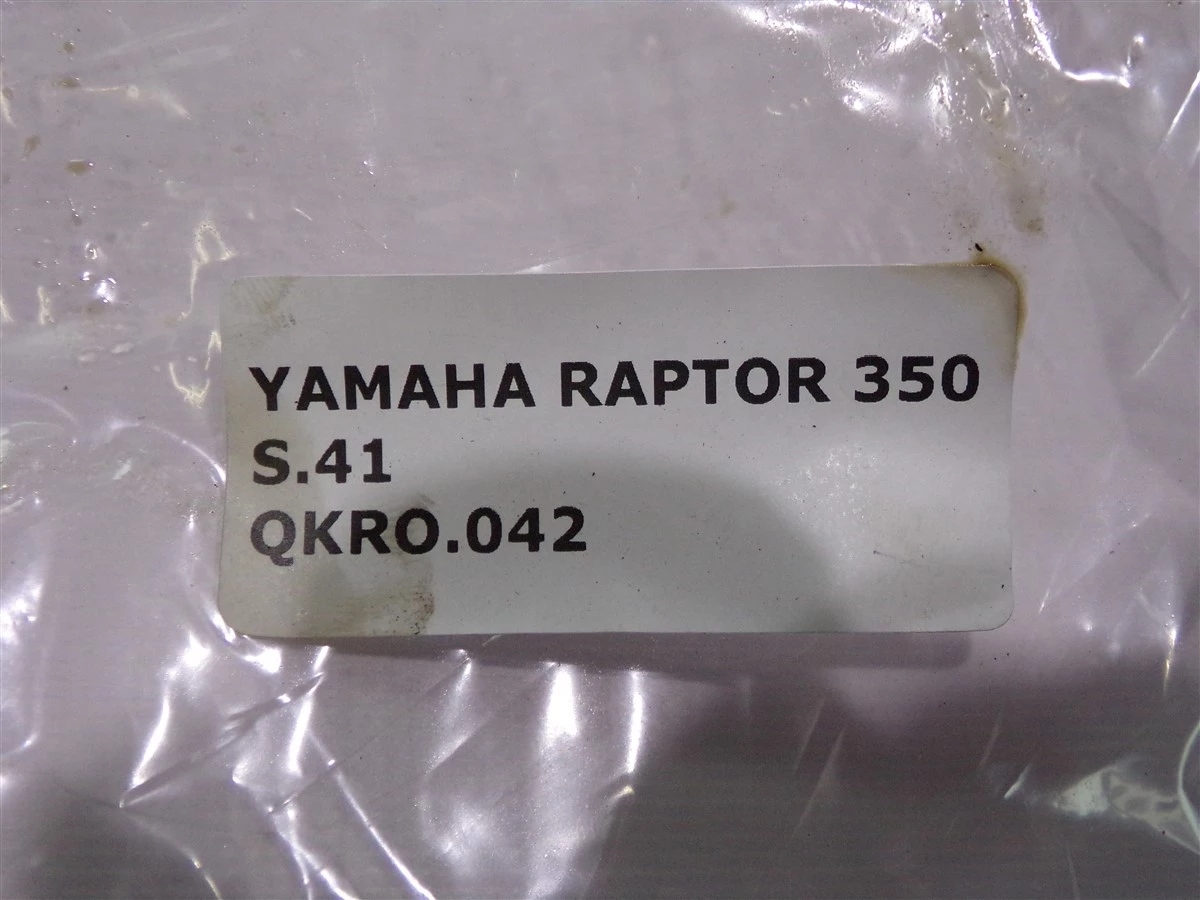 YAMAHA RAPTOR 350
S.41
QKRO.042